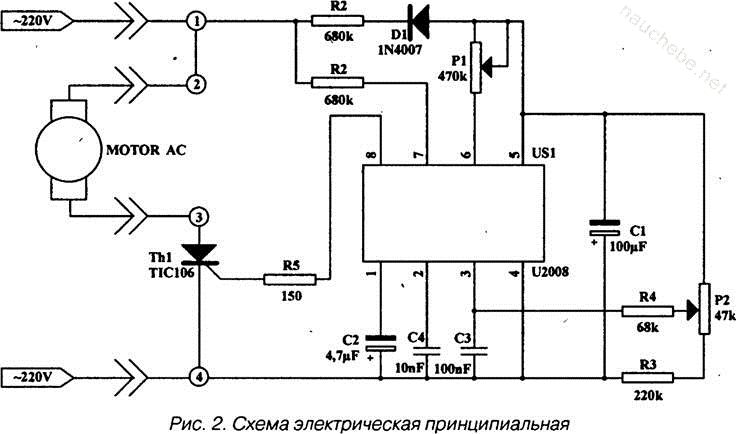 ~220V
1
R2
680k
D1
1N4007
P1
470k
nauchebe.net
2
R2
680k
MOTOR AC
8
7
6
5
US1
3
Th1
TIC106
R5
150
1
2
3
4
U2008
C1
+
100µF
C2
4,7µF
+
C4
10nF
C3
100nF
R4
68k
P2
47k
~220V
4
R3
220k
Рис. 2. Схема электрическая принципиальная